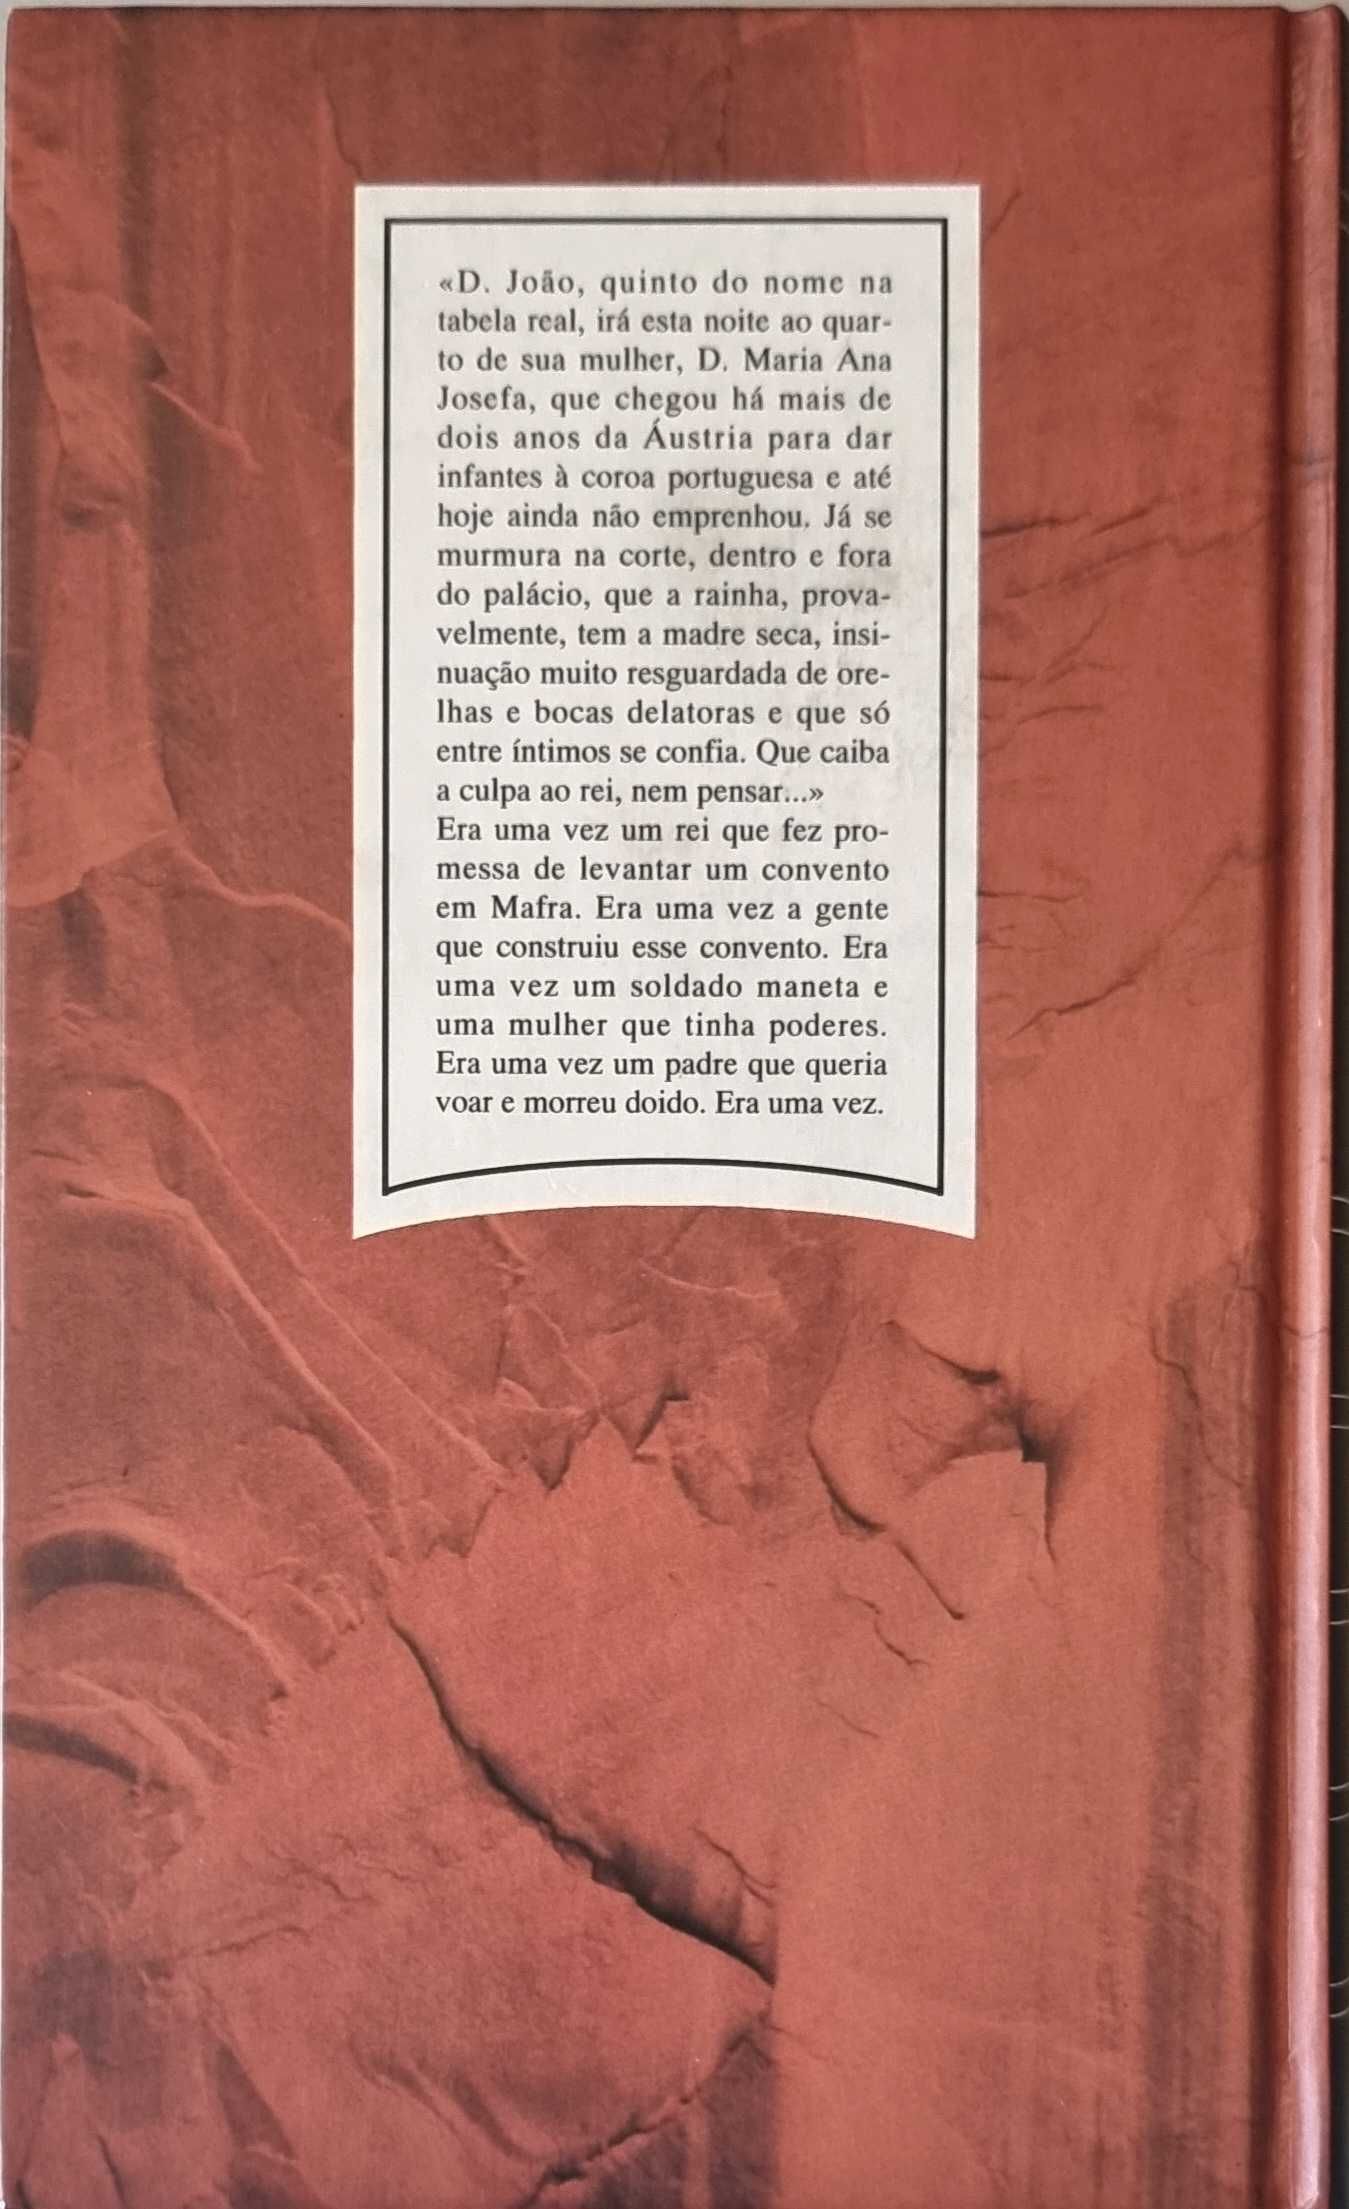 «D. João, quinto do nome na
tabela real, irá esta noite ao quar-
to de sua mulher, D. Maria Ana
Josefa, que chegou há mais de
dois anos da Áustria para dar
infantes à coroa portuguesa e até
hoje ainda não emprenhou. Já se
murmura na corte, dentro e fora
do palácio, que a rainha, prova-
velmente, tem a madre seca, insi-
nuação muito resguardada de ore-
lhas e bocas delatoras e que só
entre íntimos se confia. Que caiba
a culpa ao rei, nem pensar...»
Era uma vez um rei que fez pro-
messa de levantar um convento
em Mafra. Era uma vez a gente
que construiu esse convento. Era
uma vez um soldado maneta e
uma mulher que tinha poderes.
Era uma vez um padre que queria
voar e morreu doido. Era uma vez.